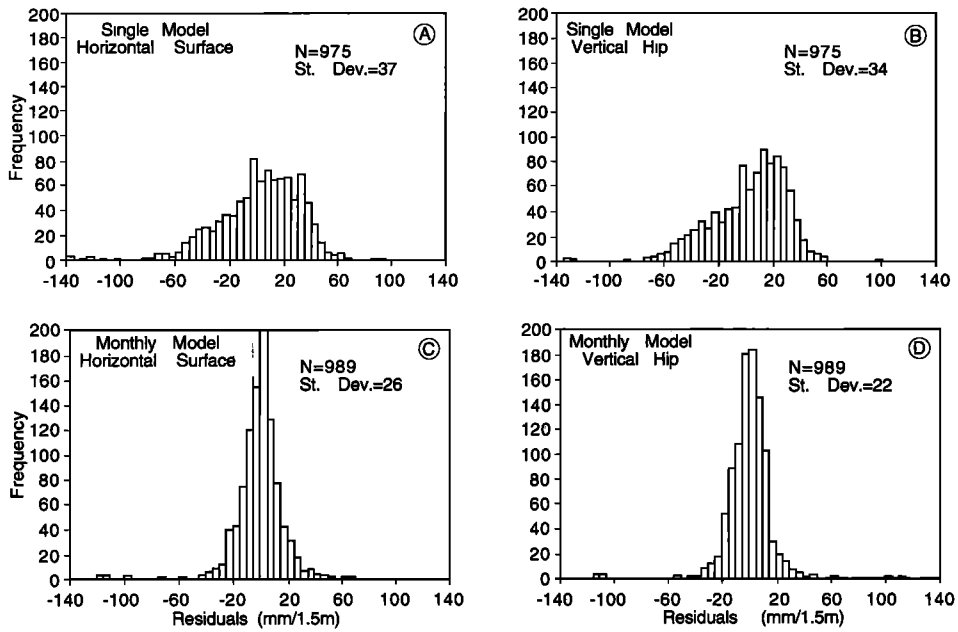 Single Model
Horizontal Surface
A
N=975
St. Dev.=37
Frequency
200
180
160
140
120
100
80
60
40
20
0
-140 -100 -60 -20 20 60 100 140
Single Model
Vertical Hip
B
N=975
St. Dev.=34
200
180
160
140
120
100
80
60
40
20
0
-140 -100 -60 -20 20 60 100 140
Monthly Model
Horizontal Surface
C
N=989
St. Dev.=26
Frequency
200
180
160
140
120
100
80
60
40
20
0
-140 -100 -60 -20 20 60 100 140
Residuals (mm/1.5m)
Monthly Model
Vertical Hip
D
N=989
St. Dev.=22
200
180
160
140
120
100
80
60
40
20
0
-140 -100 -60 -20 20 60 100 140
Residuals (mm/1.5m)